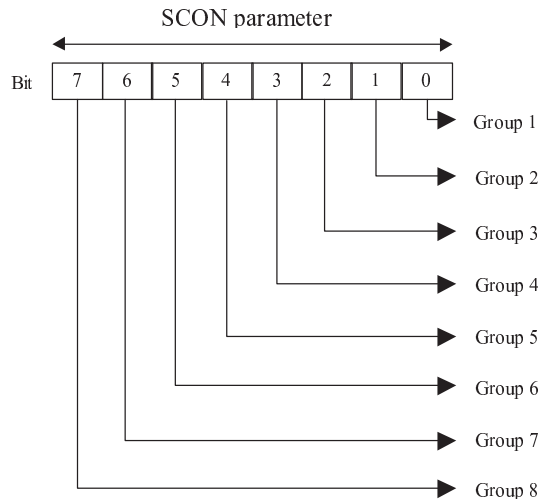 SCON parameter
Bit 7 6 5 4 3 2 1 0
Group 1
Group 2
Group 3
Group 4
Group 5
Group 6
Group 7
Group 8